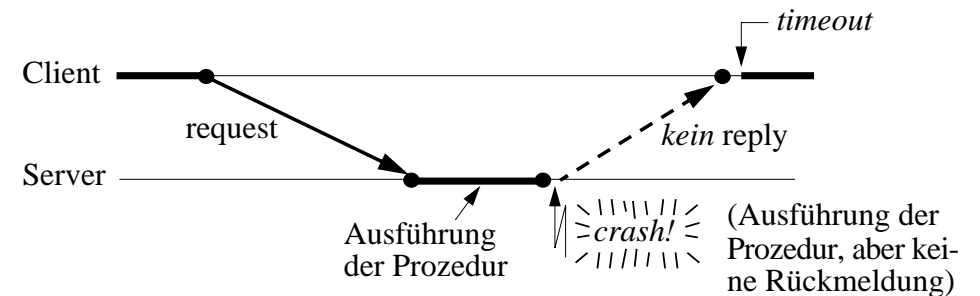 timeout
Client
request
kein reply
Server
Ausführung
der Prozedur
crash!
(Ausführung der
Prozedur, aber kei-
ne Rückmeldung)